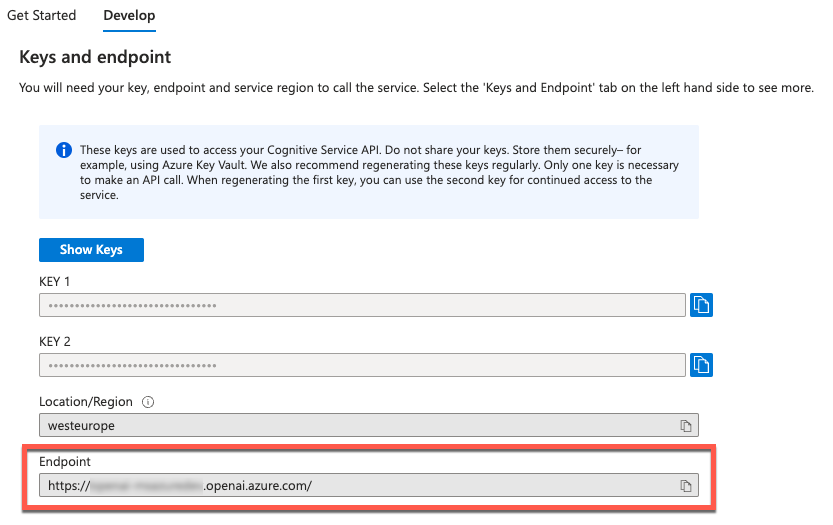 Get Started Develop
Keys and endpoint
You will need your key, endpoint and service region to call the service. Select the 'Keys and Endpoint' tab on the left hand side to see more.
These keys are used to access your Cognitive Service API. Do not share your keys. Store them securely– for
example, using Azure Key Vault. We also recommend regenerating these keys regularly. Only one key is necessary
to make an API call. When regenerating the first key, you can use the second key for continued access to the
service.
Show Keys
KEY 1
••••••••••••••••••••••••••••••••
KEY 2
••••••••••••••••••••••••••••••••
Location/Region
westeurope
Endpoint
https:// .openai.azure.com/